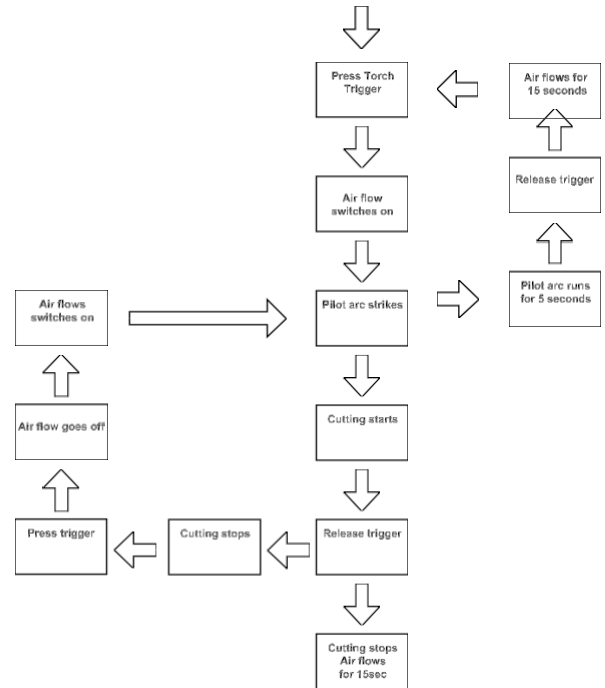 Press Torch
Trigger
Air flows for
15 seconds
Release trigger
Air flow
switches on
Air flows
switches on
Pilot arc strikes
Pilot arc runs
for 5 seconds
Air flow goes off
Cutting starts
Press trigger
Cutting stops
Release trigger
Cutting stops
Air flows
for 15sec